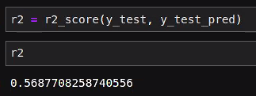 r2 = r2_score(y_test, y_test_pred)
r2
0.5687708258740556